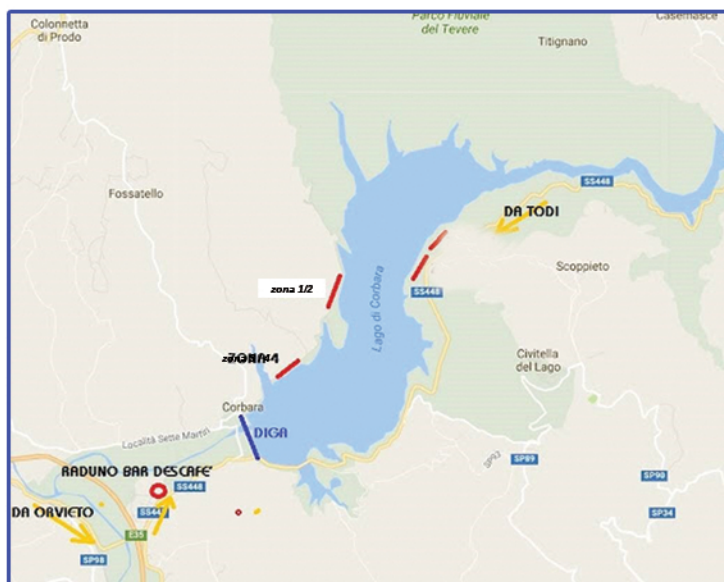 Colonnetta
di Prodo
Parco Fluviale
del Tevere
Casemasce
Titignano
Fossatello
SS448
DA TODI
Scoppieto
zona 1/2
SS448
Lago di Corbara
Civitella
del Lago
Corbara
Località Sette Martiri
DIGA
RADUNO BAR DESCAFE'
SS448
SP93
SP89
SP90
SP34
DA ORVIETO
E35
SP98